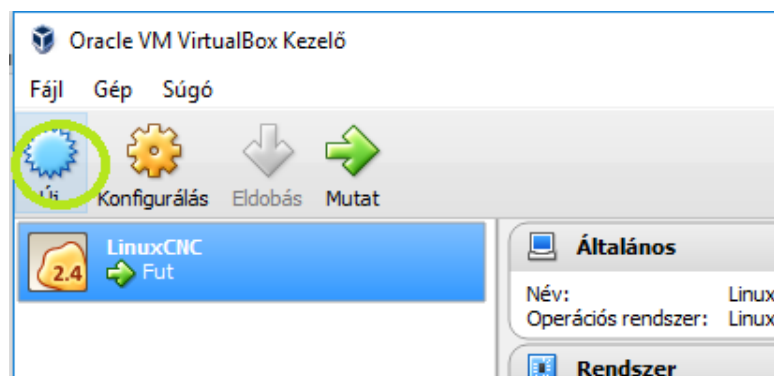 Oracle VM VirtualBox Kezelő
Fájl Gép Súgó
Új Konfigurálás Eldobás Mutat
LinuxCNC
2.4 Fut
Általános
Név: Linux
Operációs rendszer: Linux
Rendszer